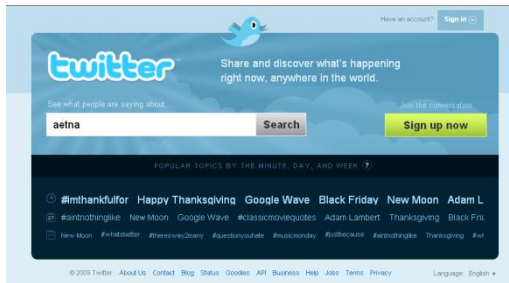 Have an account? Sign in
twitter
Share and discover what's happening
right now, anywhere in the world.
See what people are saying about
Join the conversation
aetna
Search
Sign up now
POPULAR TOPICS BY THE MINUTE, DAY, AND WEEK ?
#imthankfulfor Happy Thanksgiving Google Wave Black Friday New Moon Adam L
#aintnothinglike New Moon Google Wave #classicmoviequotes Adam Lambert Thanksgiving Black Fric
New Moon #whatsbetter #theresway2many #questionyouhate #musicmonday #justbecause #aintnothinglike Thanksgiving #wh
© 2009 Twitter About Us Contact Blog Status Goodies API Business Help Jobs Terms Privacy
Language: English